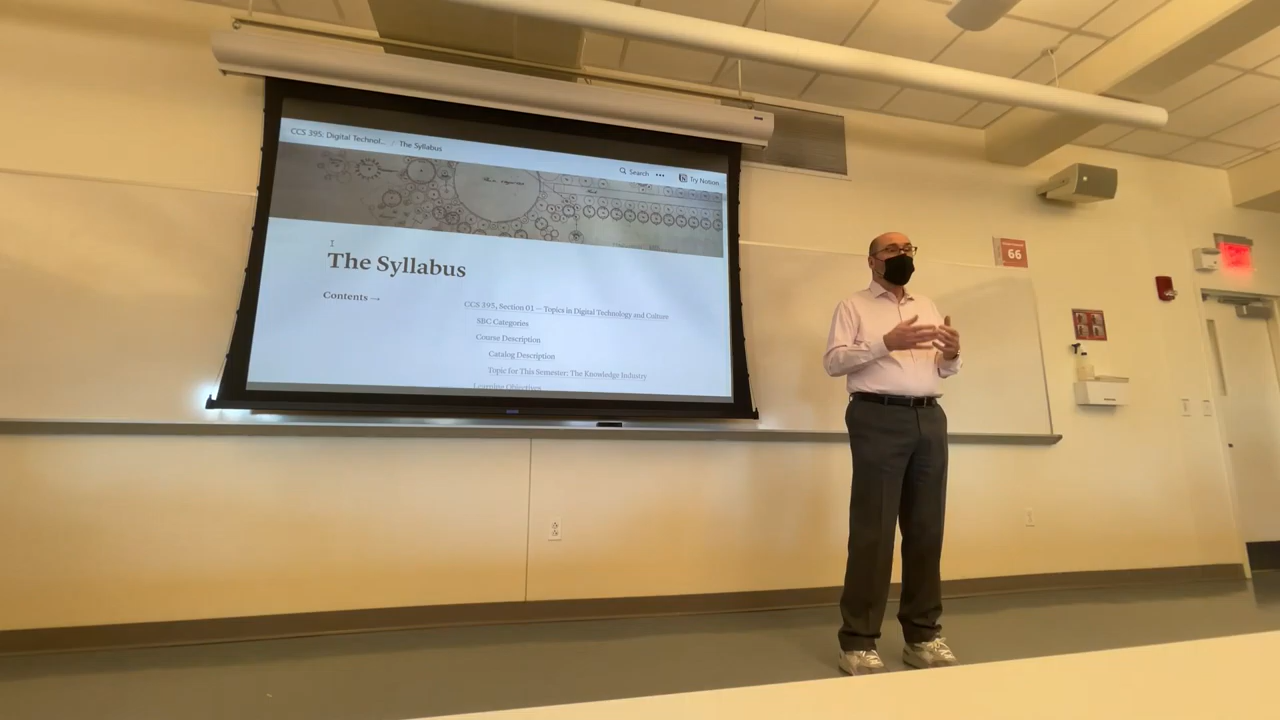 CCS 395: Digital Technol... / The Syllabus
Search ••• Try Notion
The Syllabus
Contents →
CCS 395, Section 01 — Topics in Digital Technology and Culture
SBC Categories
Course Description
Catalog Description
Topic for This Semester: The Knowledge Industry
Learning Objectives
66